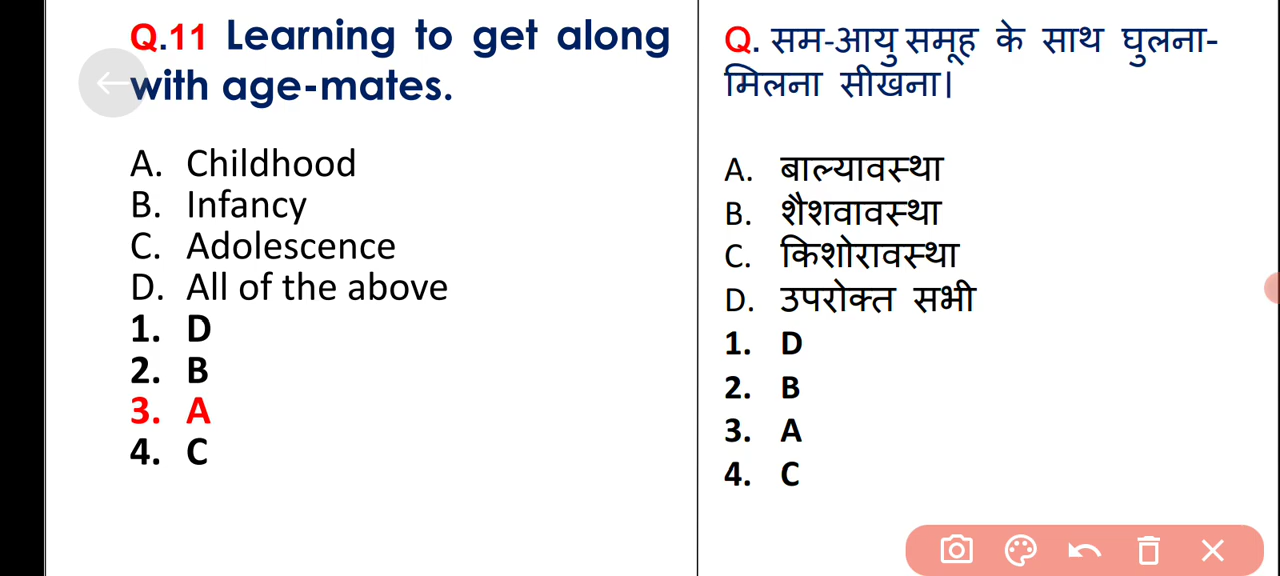 Q.11 Learning to get along
with age-mates.
A. Childhood
B. Infancy
C. Adolescence
D. All of the above
1. D
2. B
3. A
4. C
Q. सम-आयु समूह के साथ घुलना-
मिलना सीखना।
A. बाल्यावस्था
B. शैशवावस्था
C. किशोरावस्था
D. उपरोक्त सभी
1. D
2. B
3. A
4. C